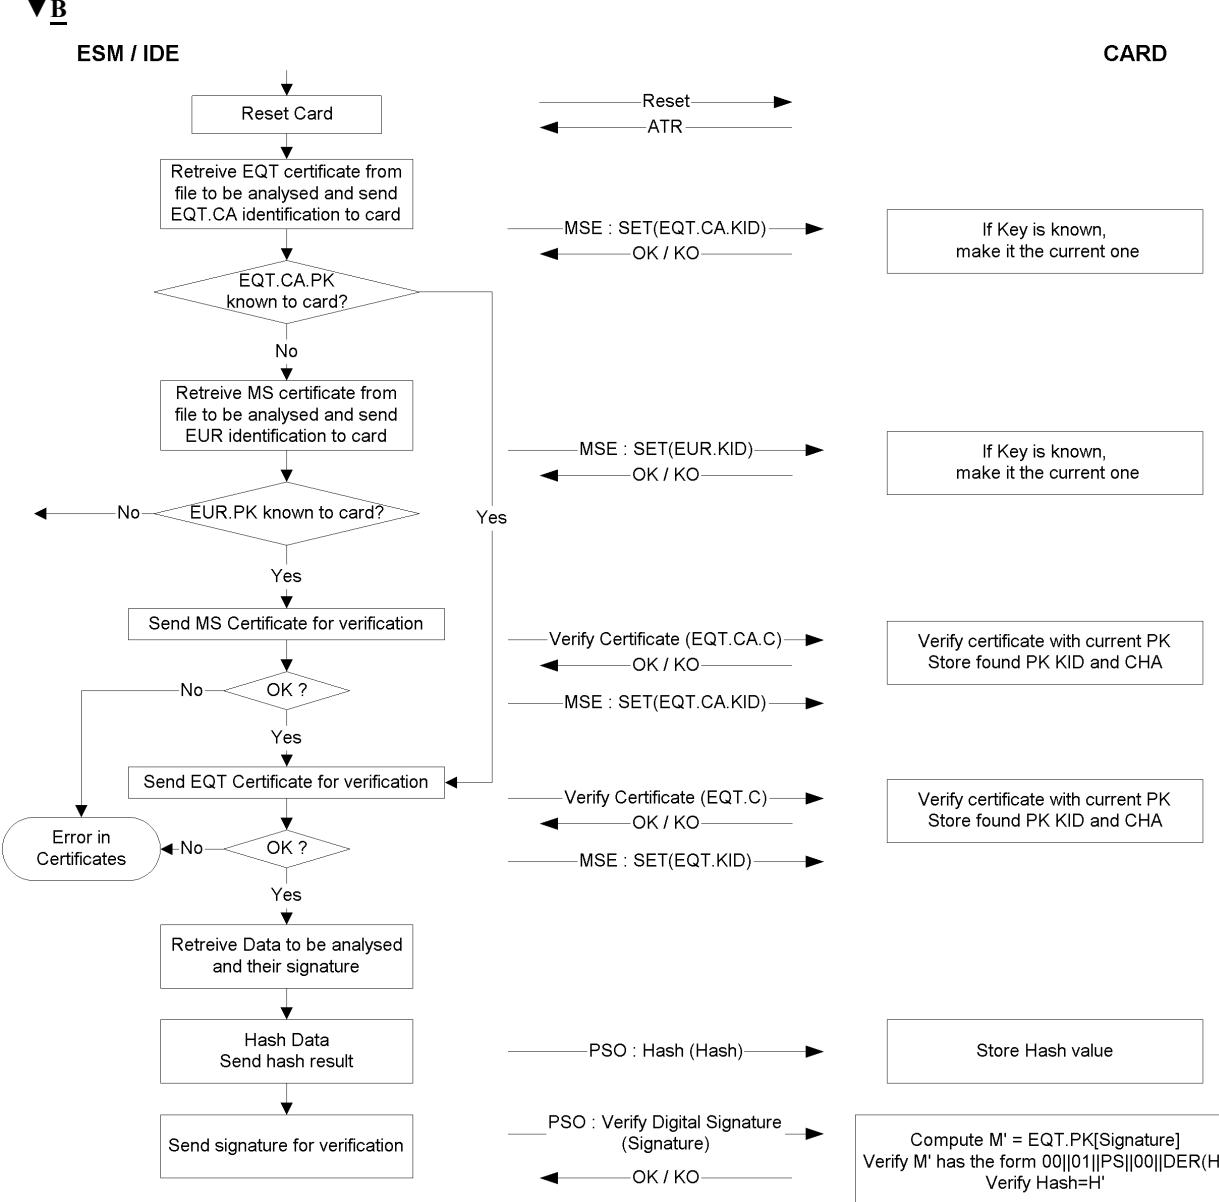 ▼B
ESM / IDE
CARD
Reset Card
Reset
ATR
Retreive EQT certificate from
file to be analysed and send
EQT.CA identification to card
MSE : SET(EQT.CA.KID)
OK / KO
If Key is known,
make it the current one
EQT.CA.PK
known to card?
No
Yes
Retreive MS certificate from
file to be analysed and send
EUR identification to card
MSE : SET(EUR.KID)
OK / KO
If Key is known,
make it the current one
No
EUR.PK known to card?
Yes
Send MS Certificate for verification
Verify Certificate (EQT.CA.C)
OK / KO
Verify certificate with current PK
Store found PK KID and CHA
No
OK ?
MSE : SET(EQT.CA.KID)
Yes
Send EQT Certificate for verification
Verify Certificate (EQT.C)
OK / KO
Verify certificate with current PK
Store found PK KID and CHA
Error in
Certificates
No
OK ?
MSE : SET(EQT.KID)
Yes
Retreive Data to be analysed
and their signature
Hash Data
Send hash result
PSO : Hash (Hash)
Store Hash value
Send signature for verification
PSO : Verify Digital Signature
(Signature)
OK / KO
Compute M' = EQT.PK[Signature]
Verify M' has the form 00||01||PS||00||DER(H
Verify Hash=H'